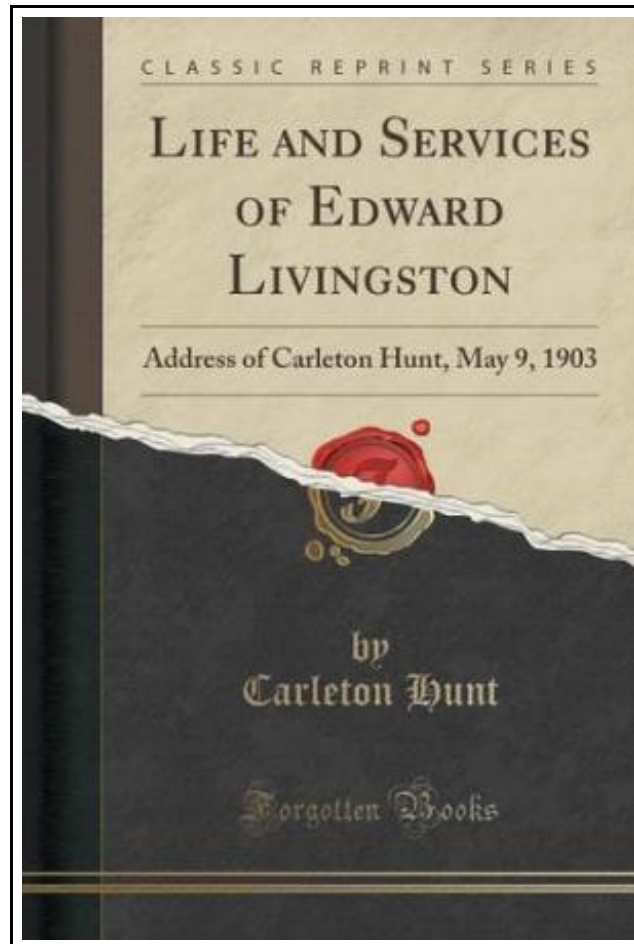 CLASSIC REPRINT SERIES
LIFE AND SERVICES
OF EDWARD
LIVINGSTON
Address of Carleton Hunt, May 9, 1903
F
by
Carleton Hunt
Forgotten Books